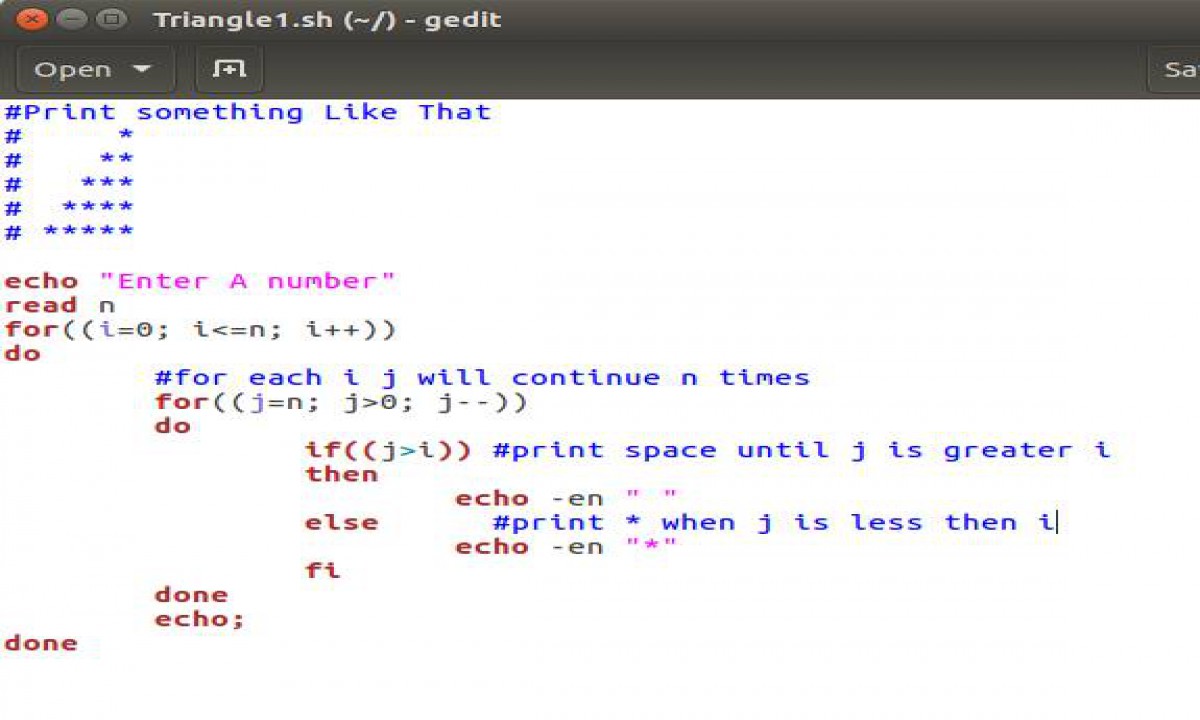 Triangle1.sh (~/) - gedit
Open
Sa
#Print something Like That
#      *
#     **
#    ***
#   ****
#  *****
echo "Enter A number"
read n
for((i=0; i<=n; i++))
do
        #for each i j will continue n times
        for((j=n; j>0; j--))
        do
                if((j>i)) #print space until j is greater i
                then
                        echo -en " "
                else      #print * when j is less then i
                        echo -en "*"
                fi
        done
        echo;
done